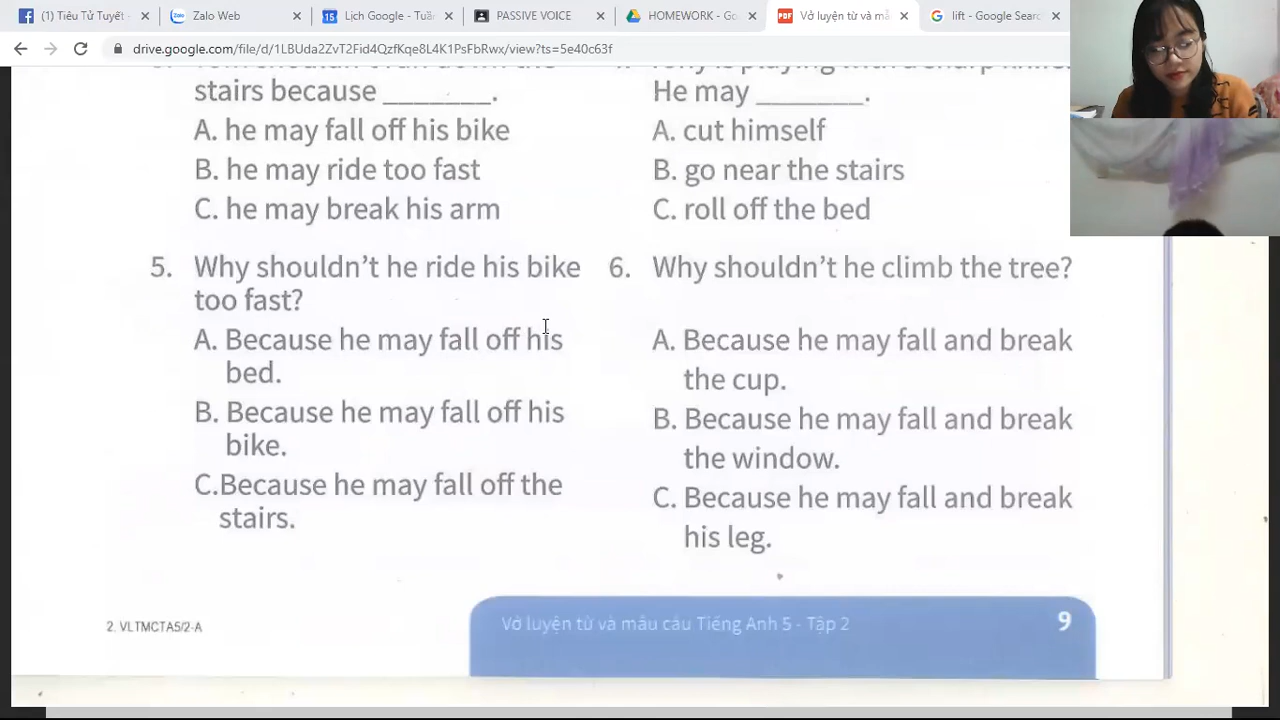 (1) Tử Tuyết -
Zalo Web
Lịch Google - Tuần
PASSIVE VOICE
HOMEWORK - Go
Vở luyện từ và mẫ
lift - Google Searc
drive.google.com/file/d/1LBUda2ZvT2Fid4QzfKqe8L4K1PsFbRwx/view?ts=5e40c63f
stairs because _______.
A. he may fall off his bike
B. he may ride too fast
C. he may break his arm
He may _______.
A. cut himself
B. go near the stairs
C. roll off the bed
5. Why shouldn't he ride his bike
too fast?
A. Because he may fall off his
bed.
B. Because he may fall off his
bike.
C.Because he may fall off the
stairs.
6. Why shouldn't he climb the tree?
A. Because he may fall and break
the cup.
B. Because he may fall and break
the window.
C. Because he may fall and break
his leg.
2. VLTMCTA5/2-A
Vở luyện từ và mẫu câu Tiếng Anh 5 - Tập 2
9